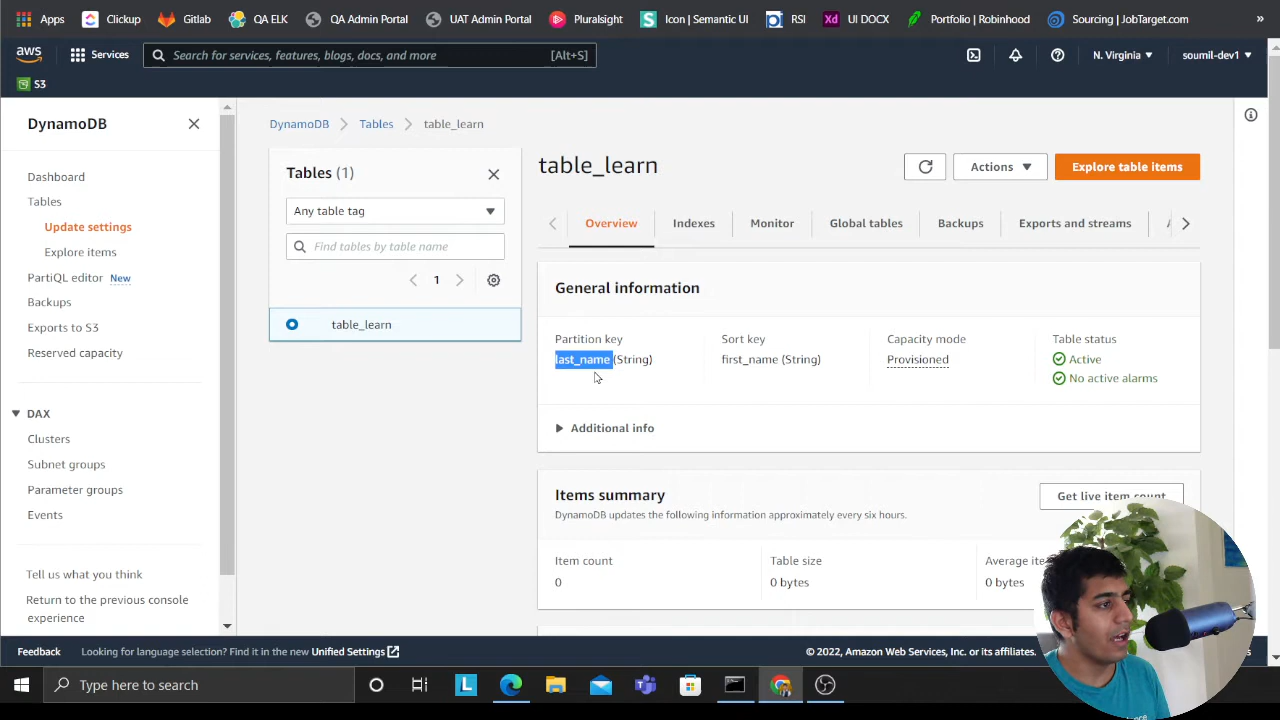 Apps Clickup Gitlab QA ELK QA Admin Portal UAT Admin Portal Pluralsight Icon | Semantic UI RSI UI DOCX Portfolio | Robinhood Sourcing | JobTarget.com »
aws Services Search for services, features, blogs, docs, and more [Alt+S] N. Virginia soumil-dev1
S3
DynamoDB
Dashboard
Tables
Update settings
Explore items
PartiQL editor New
Backups
Exports to S3
Reserved capacity
DAX
Clusters
Subnet groups
Parameter groups
Events
Tell us what you think
Return to the previous console
experience
DynamoDB Tables table_learn
Tables (1)
Any table tag
Find tables by table name
1
table_learn
table_learn
Actions
Explore table items
Overview Indexes Monitor Global tables Backups Exports and streams
General information
Partition key
last_name (String)
Sort key
first_name (String)
Capacity mode
Provisioned
Table status
Active
No active alarms
Additional info
Items summary
Get live item count
DynamoDB updates the following information approximately every six hours.
Item count
0
Table size
0 bytes
Average
0 bytes
Feedback Looking for language selection? Find it in the new Unified Settings © 2022, Amazon Web Services, Inc. or its affiliates.
Type here to search